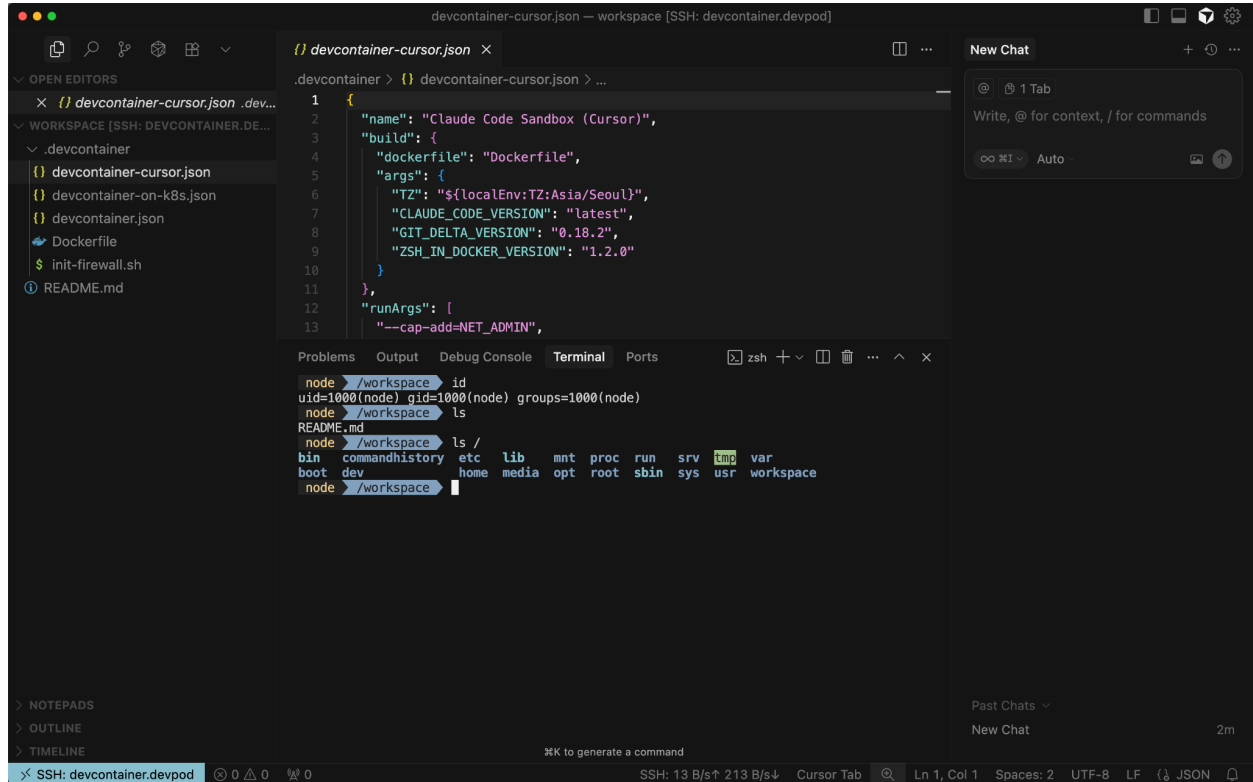 devcontainer-cursor.json — workspace [SSH: devcontainer.devpod]
OPEN EDITORS
{} devcontainer-cursor.json .dev...
WORKSPACE [SSH: DEVCONTAINER.DE...
.devcontainer
{} devcontainer-cursor.json
{} devcontainer-on-k8s.json
{} devcontainer.json
Dockerfile
$ init-firewall.sh
README.md
NOTEPADS
OUTLINE
TIMELINE
{} devcontainer-cursor.json
.devcontainer > {} devcontainer-cursor.json > ...
1 {
2 "name": "Claude Code Sandbox (Cursor)",
3 "build": {
4 "dockerfile": "Dockerfile",
5 "args": {
6 "TZ": "${localEnv:TZ:Asia/Seoul}",
7 "CLAUDE_CODE_VERSION": "latest",
8 "GIT_DELTA_VERSION": "0.18.2",
9 "ZSH_IN_DOCKER_VERSION": "1.2.0"
10 }
11 },
12 "runArgs": [
13 "--cap-add=NET_ADMIN",
Problems Output Debug Console Terminal Ports zsh
node /workspace id
uid=1000(node) gid=1000(node) groups=1000(node)
node /workspace ls
README.md
node /workspace ls /
bin commandhistory etc lib mnt proc run srv tmp var
boot dev home media opt root sbin sys usr workspace
node /workspace
⌘K to generate a command
New Chat
@ 1 Tab
Write, @ for context, / for commands
∞ ⌘I Auto
Past Chats
New Chat 2m
SSH: devcontainer.devpod 0 0 0 SSH: 13 B/s↑ 213 B/s↓ Cursor Tab Ln 1, Col 1 Spaces: 2 UTF-8 LF {} JSON